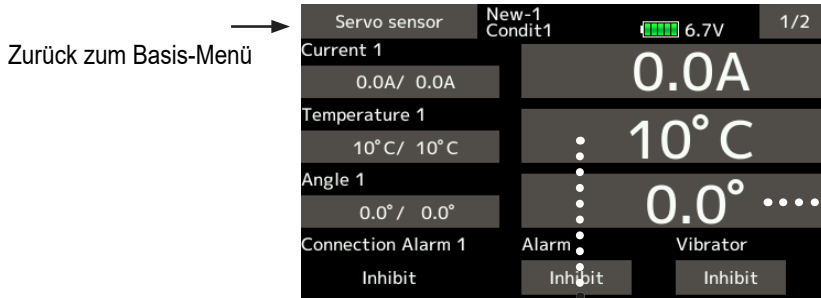 Servo sensor New-1 Condit1 6.7V 1/2
Zurück zum Basis-Menü
Current 1
0.0A/ 0.0A 0.0A
Temperature 1
10°C/ 10°C 10°C
Angle 1
0.0°/ 0.0° 0.0°
Connection Alarm 1 Alarm Vibrator
Inhibit Inhibit Inhibit